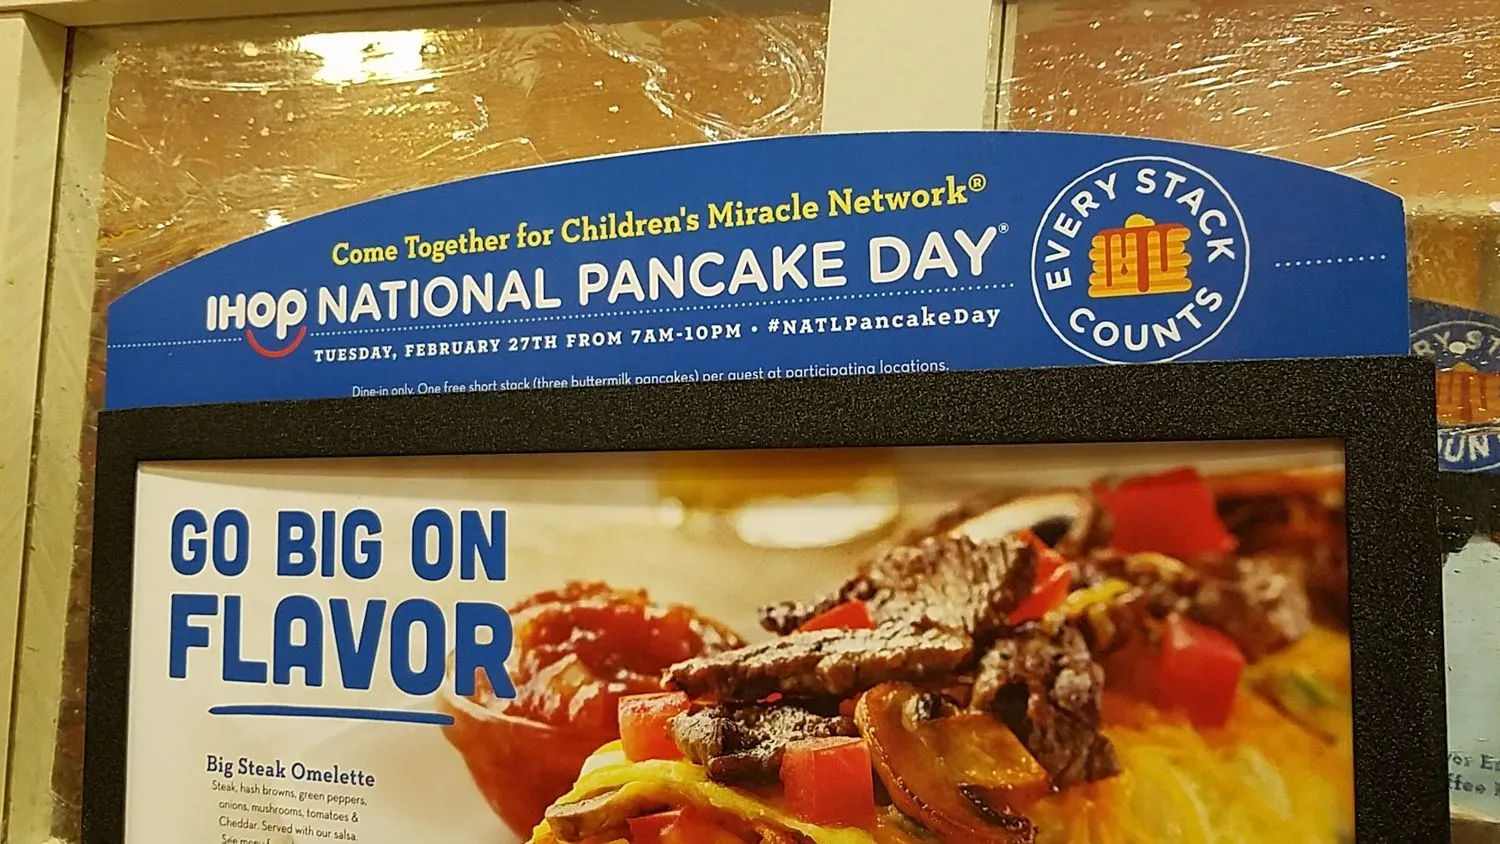 Come Together for Children's Miracle Network®
IHOP NATIONAL PANCAKE DAY®
TUESDAY, FEBRUARY 27TH FROM 7AM-10PM • #NATLPancakeDay
Dine-in only. One free short stack (three buttermilk pancakes) per guest at participating locations.
EVERY STACK
COUNTS
GO BIG ON
FLAVOR
Big Steak Omelette
Steak, hash browns, green peppers,
onions, mushrooms, tomatoes &
Cheddar. Served with our salsa.